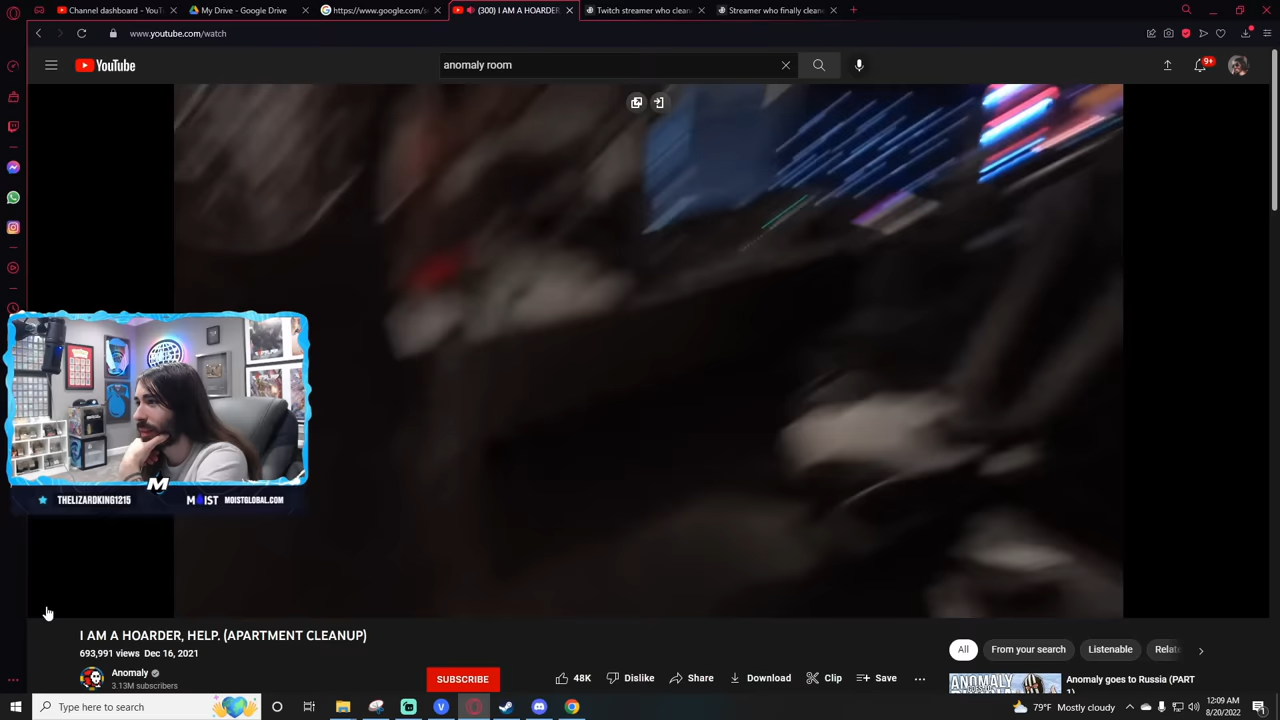 Channel dashboard - YouT
My Drive - Google Drive
https://www.google.com/s
(300) I AM A HOARDER
Twitch streamer who clean
Streamer who finally clean
www.youtube.com/watch
YouTube
anomaly room
9+
M
THELIZARDKING1215
MOIST
MOISTGLOBAL.COM
I AM A HOARDER, HELP. (APARTMENT CLEANUP)
693,991 views Dec 16, 2021
Anomaly
3.13M subscribers
SUBSCRIBE
48K
Dislike
Share
Download
Clip
Save
All
From your search
Listenable
Relate
ANOMALY
Anomaly goes to Russia (PART
1)
Type here to search
79°F Mostly cloudy
12:09 AM
8/20/2022